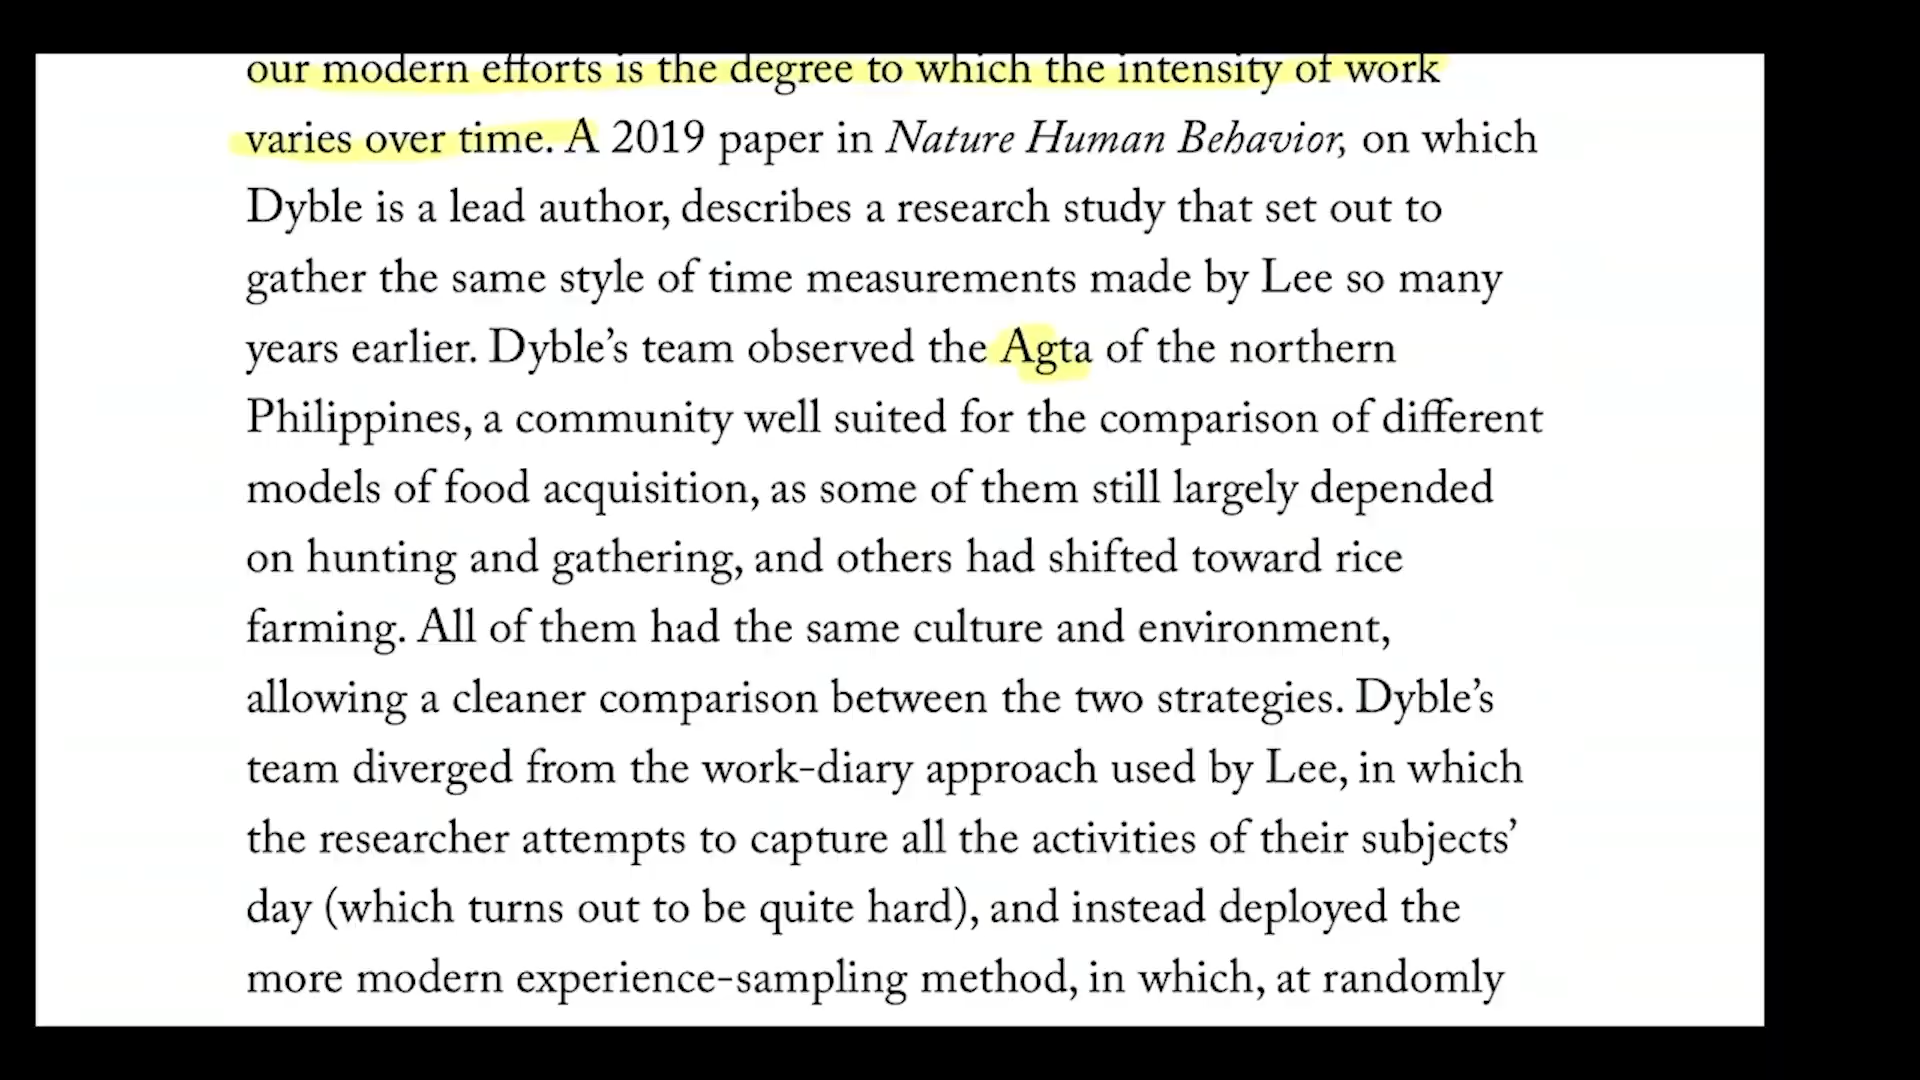 our modern efforts is the degree to which the intensity of work
varies over time. A 2019 paper in Nature Human Behavior, on which
Dyble is a lead author, describes a research study that set out to
gather the same style of time measurements made by Lee so many
years earlier. Dyble’s team observed the Agta of the northern
Philippines, a community well suited for the comparison of different
models of food acquisition, as some of them still largely depended
on hunting and gathering, and others had shifted toward rice
farming. All of them had the same culture and environment,
allowing a cleaner comparison between the two strategies. Dyble’s
team diverged from the work-diary approach used by Lee, in which
the researcher attempts to capture all the activities of their subjects’
day (which turns out to be quite hard), and instead deployed the
more modern experience-sampling method, in which, at randomly